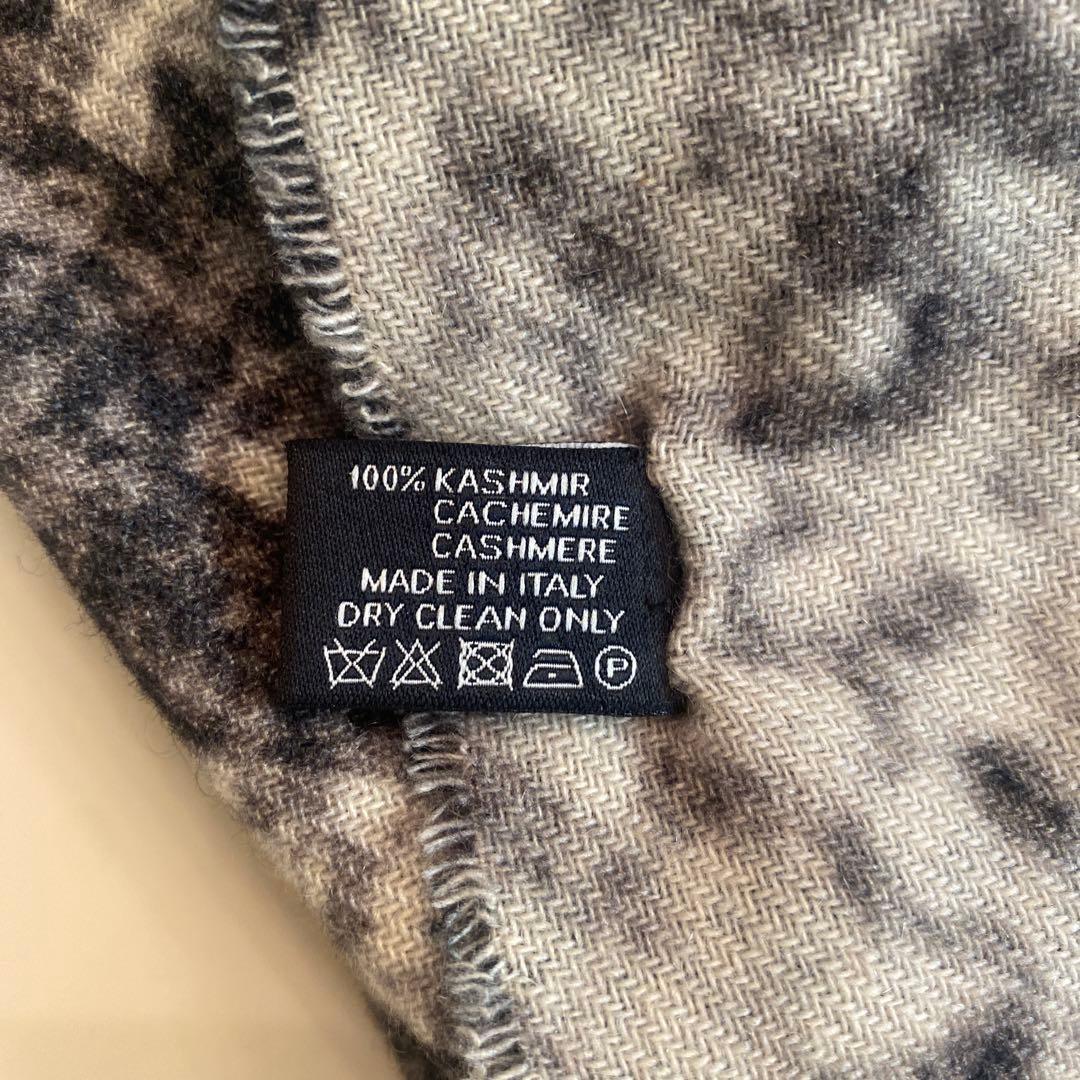 100% KASHMIR
CACHEMIRE
CASHMERE
MADE IN ITALY
DRY CLEAN ONLY
P